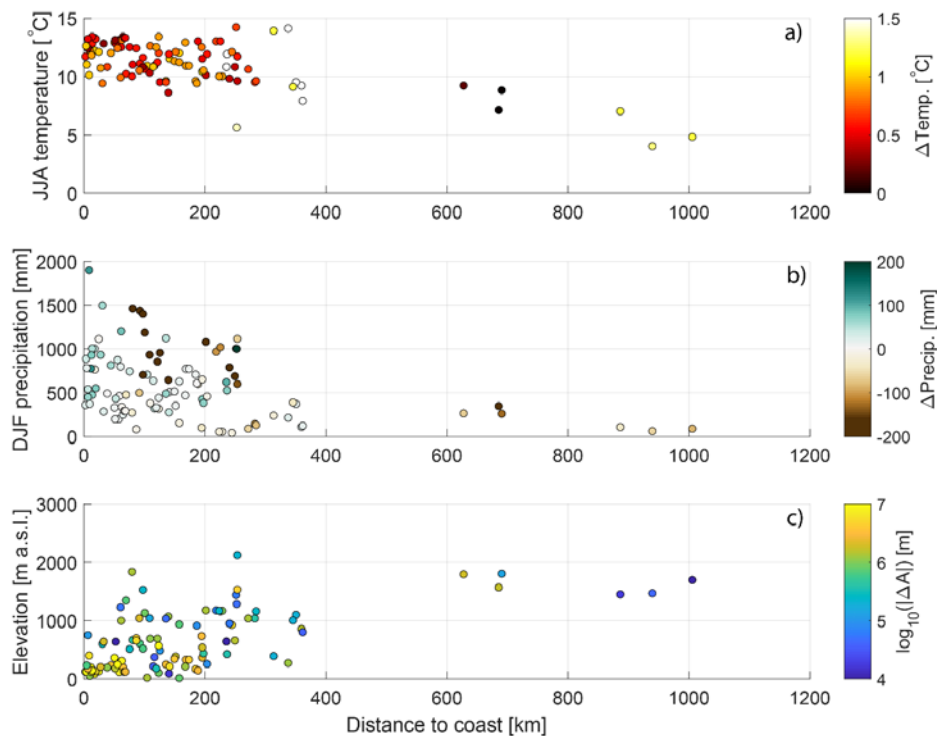 a)
15
10
5
0
JJA temperature [°C]
0 200 400 600 800 1000 1200
1.5
1
0.5
0
ΔTemp. [°C]
b)
2000
1500
1000
500
0
DJF precipitation [mm]
0 200 400 600 800 1000 1200
200
100
0
-100
-200
ΔPrecip. [mm]
c)
3000
2000
1000
0
Elevation [m a.s.l.]
0 200 400 600 800 1000 1200
Distance to coast [km]
7
6
5
4
log10(|ΔA|) [m]